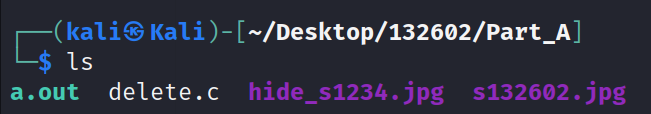 ┌──(kali㉿Kali)-[~/Desktop/132602/Part_A]
└─$ ls
a.out  delete.c  hide_s1234.jpg  s132602.jpg